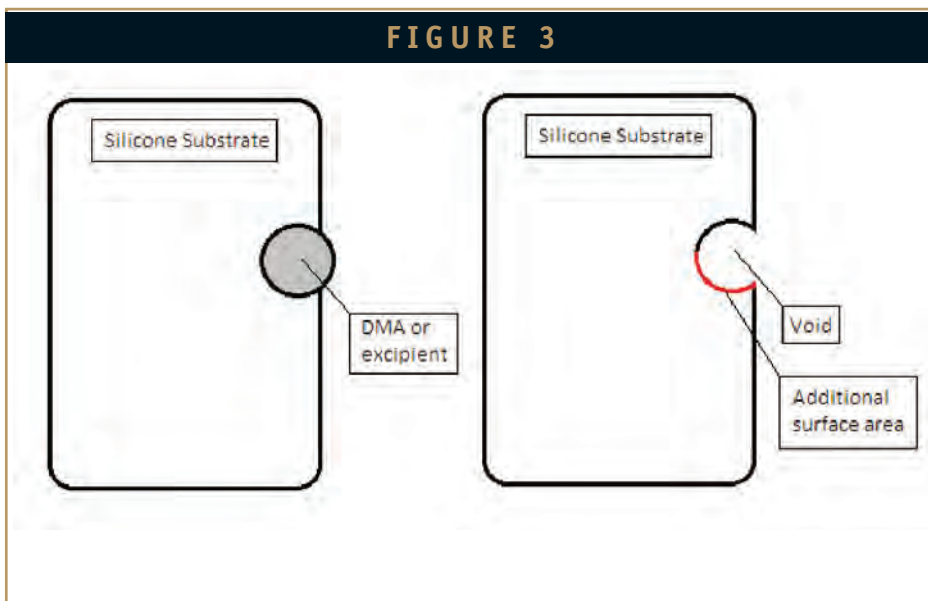 FIGURE 3
Silicone Substrate
DMA or
excipient
Silicone Substrate
Void
Additional
surface area